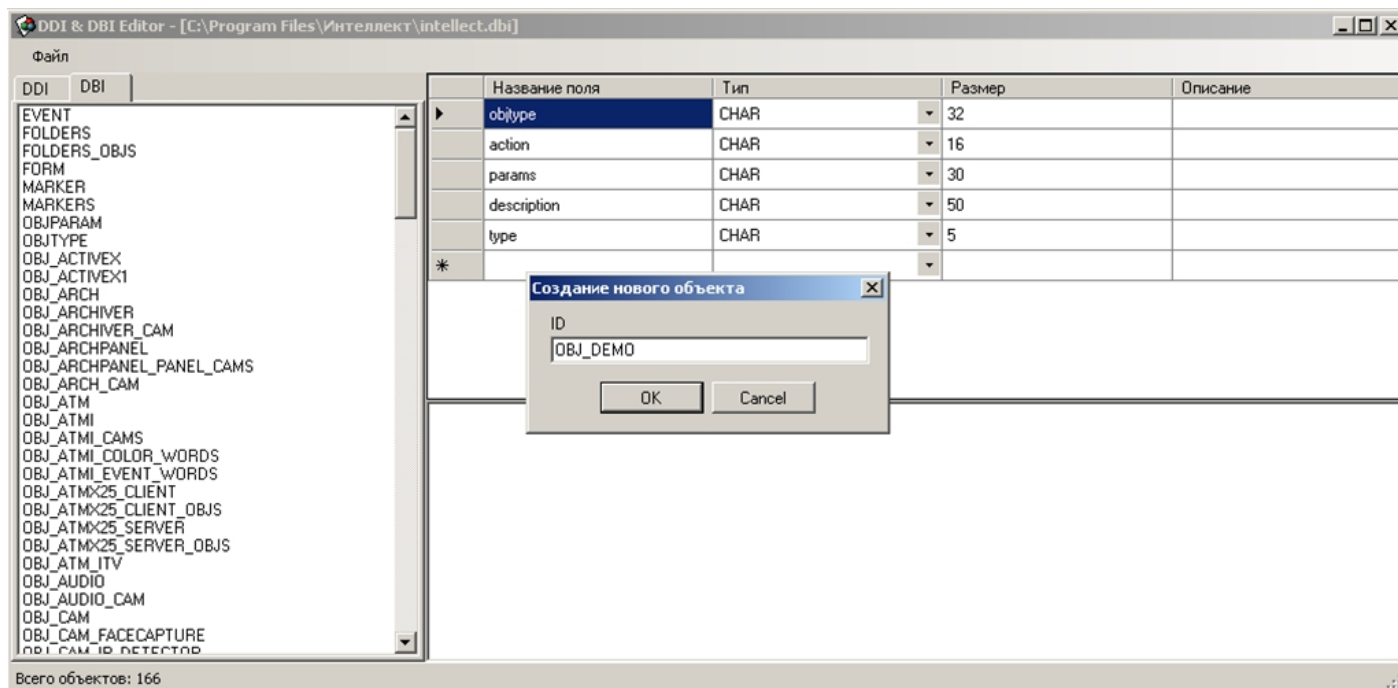 DDI & DBI Editor - [C:\Program Files\Интеллект\intellect.dbi]
Файл
DDI DBI
EVENT
FOLDERS
FOLDERS_OBJS
FORM
MARKER
MARKERS
OBJPARAM
OBJTYPE
OBJ_ACTIVEX
OBJ_ACTIVEX1
OBJ_ARCH
OBJ_ARCHIVER
OBJ_ARCHIVER_CAM
OBJ_ARCHPANEL
OBJ_ARCHPANEL_PANEL_CAMS
OBJ_ARCH_CAM
OBJ_ATM
OBJ_ATMI
OBJ_ATMI_CAMS
OBJ_ATMI_COLOR_WORDS
OBJ_ATMI_EVENT_WORDS
OBJ_ATMX25_CLIENT
OBJ_ATMX25_CLIENT_OBJS
OBJ_ATMX25_SERVER
OBJ_ATMX25_SERVER_OBJS
OBJ_ATM_ITV
OBJ_AUDIO
OBJ_AUDIO_CAM
OBJ_CAM
OBJ_CAM_FACECAPTURE
OBJ_CAM_IP_DETECTOR
Название поля Тип Размер Описание
objtype CHAR 32
action CHAR 16
params CHAR 30
description CHAR 50
type CHAR 5
Создание нового объекта
ID
OBJ_DEMO
OK Cancel
Всего объектов: 166